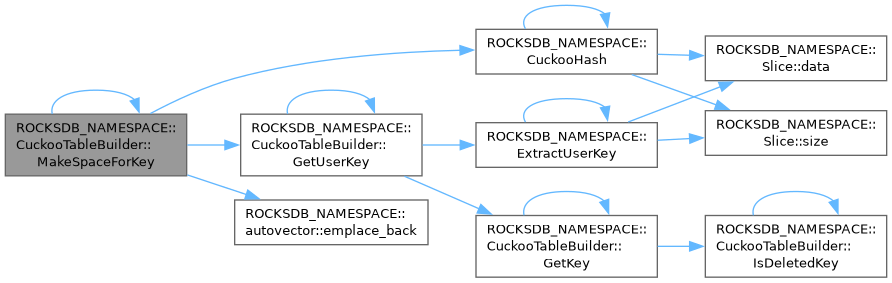 ROCKSDB_NAMESPACE::
CuckooTableBuilder::
MakeSpaceForKey
ROCKSDB_NAMESPACE::
CuckooHash
ROCKSDB_NAMESPACE::
Slice::data
ROCKSDB_NAMESPACE::
Slice::size
ROCKSDB_NAMESPACE::
CuckooTableBuilder::
GetUserKey
ROCKSDB_NAMESPACE::
ExtractUserKey
ROCKSDB_NAMESPACE::
CuckooTableBuilder::
GetKey
ROCKSDB_NAMESPACE::
CuckooTableBuilder::
IsDeletedKey
ROCKSDB_NAMESPACE::
autovector::emplace_back